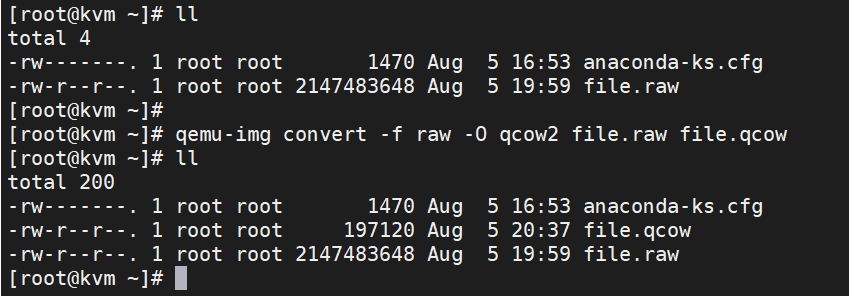 [root@kvm ~]# ll
total 4
-rw-------. 1 root root       1470 Aug  5 16:53 anaconda-ks.cfg
-rw-r--r--. 1 root root 2147483648 Aug  5 19:59 file.raw
[root@kvm ~]#
[root@kvm ~]# qemu-img convert -f raw -O qcow2 file.raw file.qcow
[root@kvm ~]# ll
total 200
-rw-------. 1 root root       1470 Aug  5 16:53 anaconda-ks.cfg
-rw-r--r--. 1 root root     197120 Aug  5 20:37 file.qcow
-rw-r--r--. 1 root root 2147483648 Aug  5 19:59 file.raw
[root@kvm ~]#